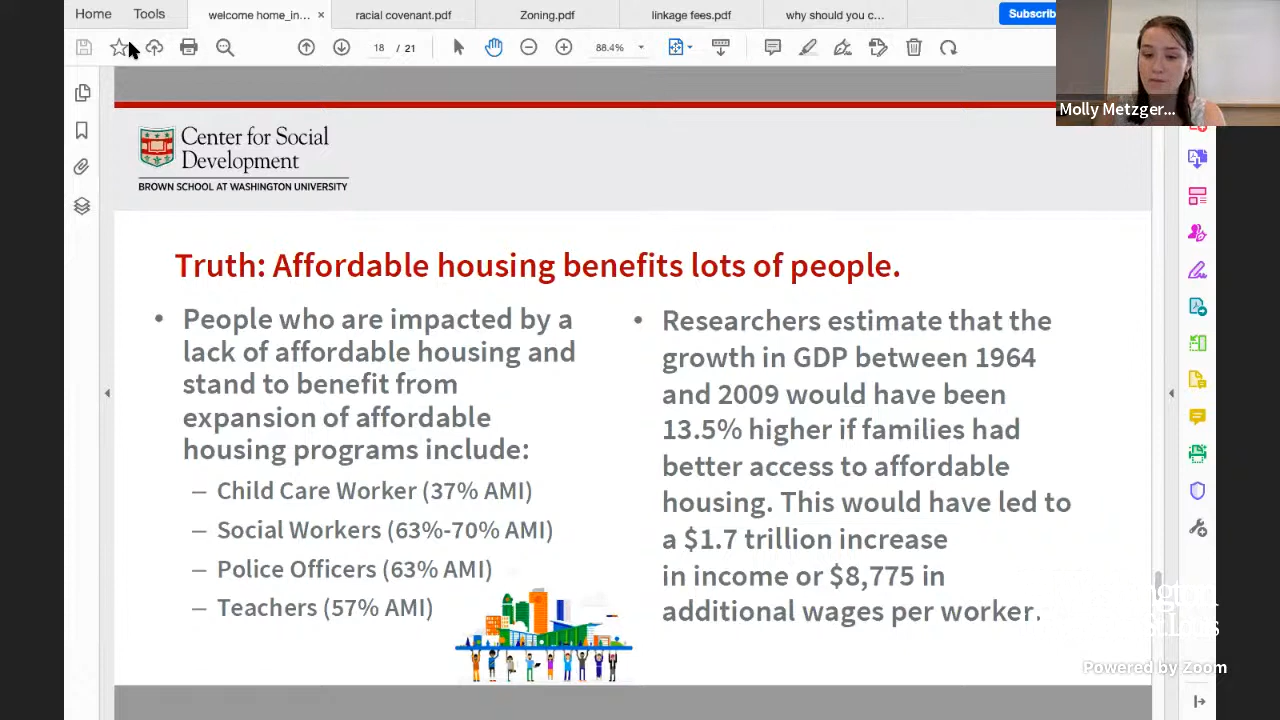 Home Tools welcome home_in... × racial covenant.pdf Zoning.pdf linkage fees.pdf why should you c... Subscrib
18 / 21 88.4%
Molly Metzger...
Center for Social
Development
BROWN SCHOOL AT WASHINGTON UNIVERSITY
Truth: Affordable housing benefits lots of people.
• People who are impacted by a
lack of affordable housing and
stand to benefit from
expansion of affordable
housing programs include:
– Child Care Worker (37% AMI)
– Social Workers (63%-70% AMI)
– Police Officers (63% AMI)
– Teachers (57% AMI)
• Researchers estimate that the
growth in GDP between 1964
and 2009 would have been
13.5% higher if families had
better access to affordable
housing. This would have led to
a $1.7 trillion increase
in income or $8,775 in
additional wages per worker.
Powered by Zoom